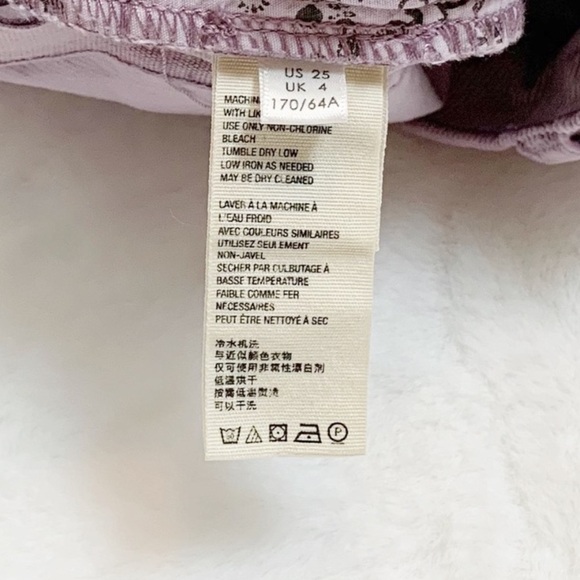 US 25
UK 4
170/64A
MACHIN
WITH LIK
USE ONLY NON-CHLORINE
BLEACH
TUMBLE DRY LOW
LOW IRON AS NEEDED
MAY BE DRY CLEANED
LAVER À LA MACHINE À
L'EAU FROID
AVEC COULEURS SIMILAIRES
UTILISEZ SEULEMENT
NON-JAVEL
SECHER PAR CULBUTAGE À
BASSE TEMPÉRATURE
FAIBLE COMME FER
NECESSAIRES
PEUT ÊTRE NETTOYÉ À SEC
冷水机洗
与近似颜色衣物
仅可使用非氯性漂白剂
低温烘干
按需低温熨烫
可以干洗
P